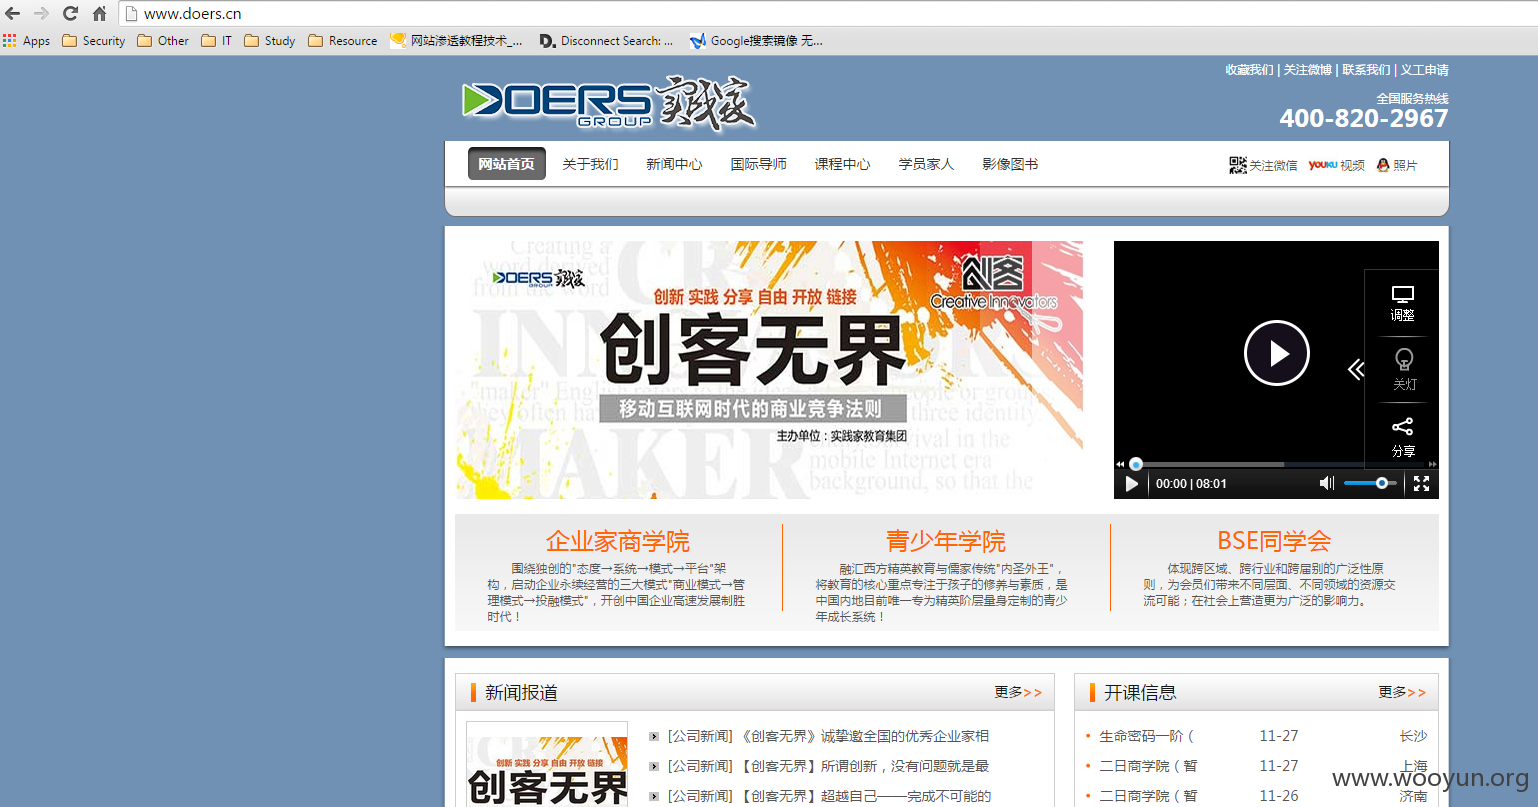 www.doers.cn
Apps Security Other IT Study Resource 网站渗透教程技术_... Disconnect Search: ... Google搜索镜像 无...
收藏我们 | 关注微博 | 联系我们 | 义工申请
DOERS GROUP 实践家
全国服务热线
400-820-2967
网站首页 关于我们 新闻中心 国际导师 课程中心 学员家人 影像图书 关注微信 YOUKU 视频 照片
DOERS GROUP 实践家
创客
Creative Innovators
创新 实践 分享 自由 开放 链接
创客无界
移动互联网时代的商业竞争法则
主办单位：实践家教育集团
INN
MAKER
mobile Internet era
background, so that the
调整
关灯
分享
00:00 | 08:01
企业家商学院
围绕独创的"态度→系统→模式→平台"架
构，启动企业永续经营的三大模式"商业模式→管
理模式→投融模式"，开创中国企业高速发展制胜
时代！
青少年学院
融汇西方精英教育与儒家传统"内圣外王"，
将教育的核心重点专注于孩子的修养与素质，是
中国内地目前唯一专为精英阶层量身定制的青少
年成长系统！
BSE同学会
体现跨区域、跨行业和跨届别的广泛性原
则，为会员们带来不同层面、不同领域的资源交
流可能；在社会上营造更为广泛的影响力。
新闻报道 更多>>
创新 实践 分享 自由 开放 链接
创客无界
[公司新闻] 《创客无界》诚挚邀全国的优秀企业家相
[公司新闻] 【创客无界】所谓创新，没有问题就是最
[公司新闻] 【创客无界】超越自己——完成不可能的
开课信息 更多>>
生命密码一阶（ 11-27 长沙
二日商学院（暂 11-27 上海
二日商学院（暂 11-26 济南
www.wooyun.org